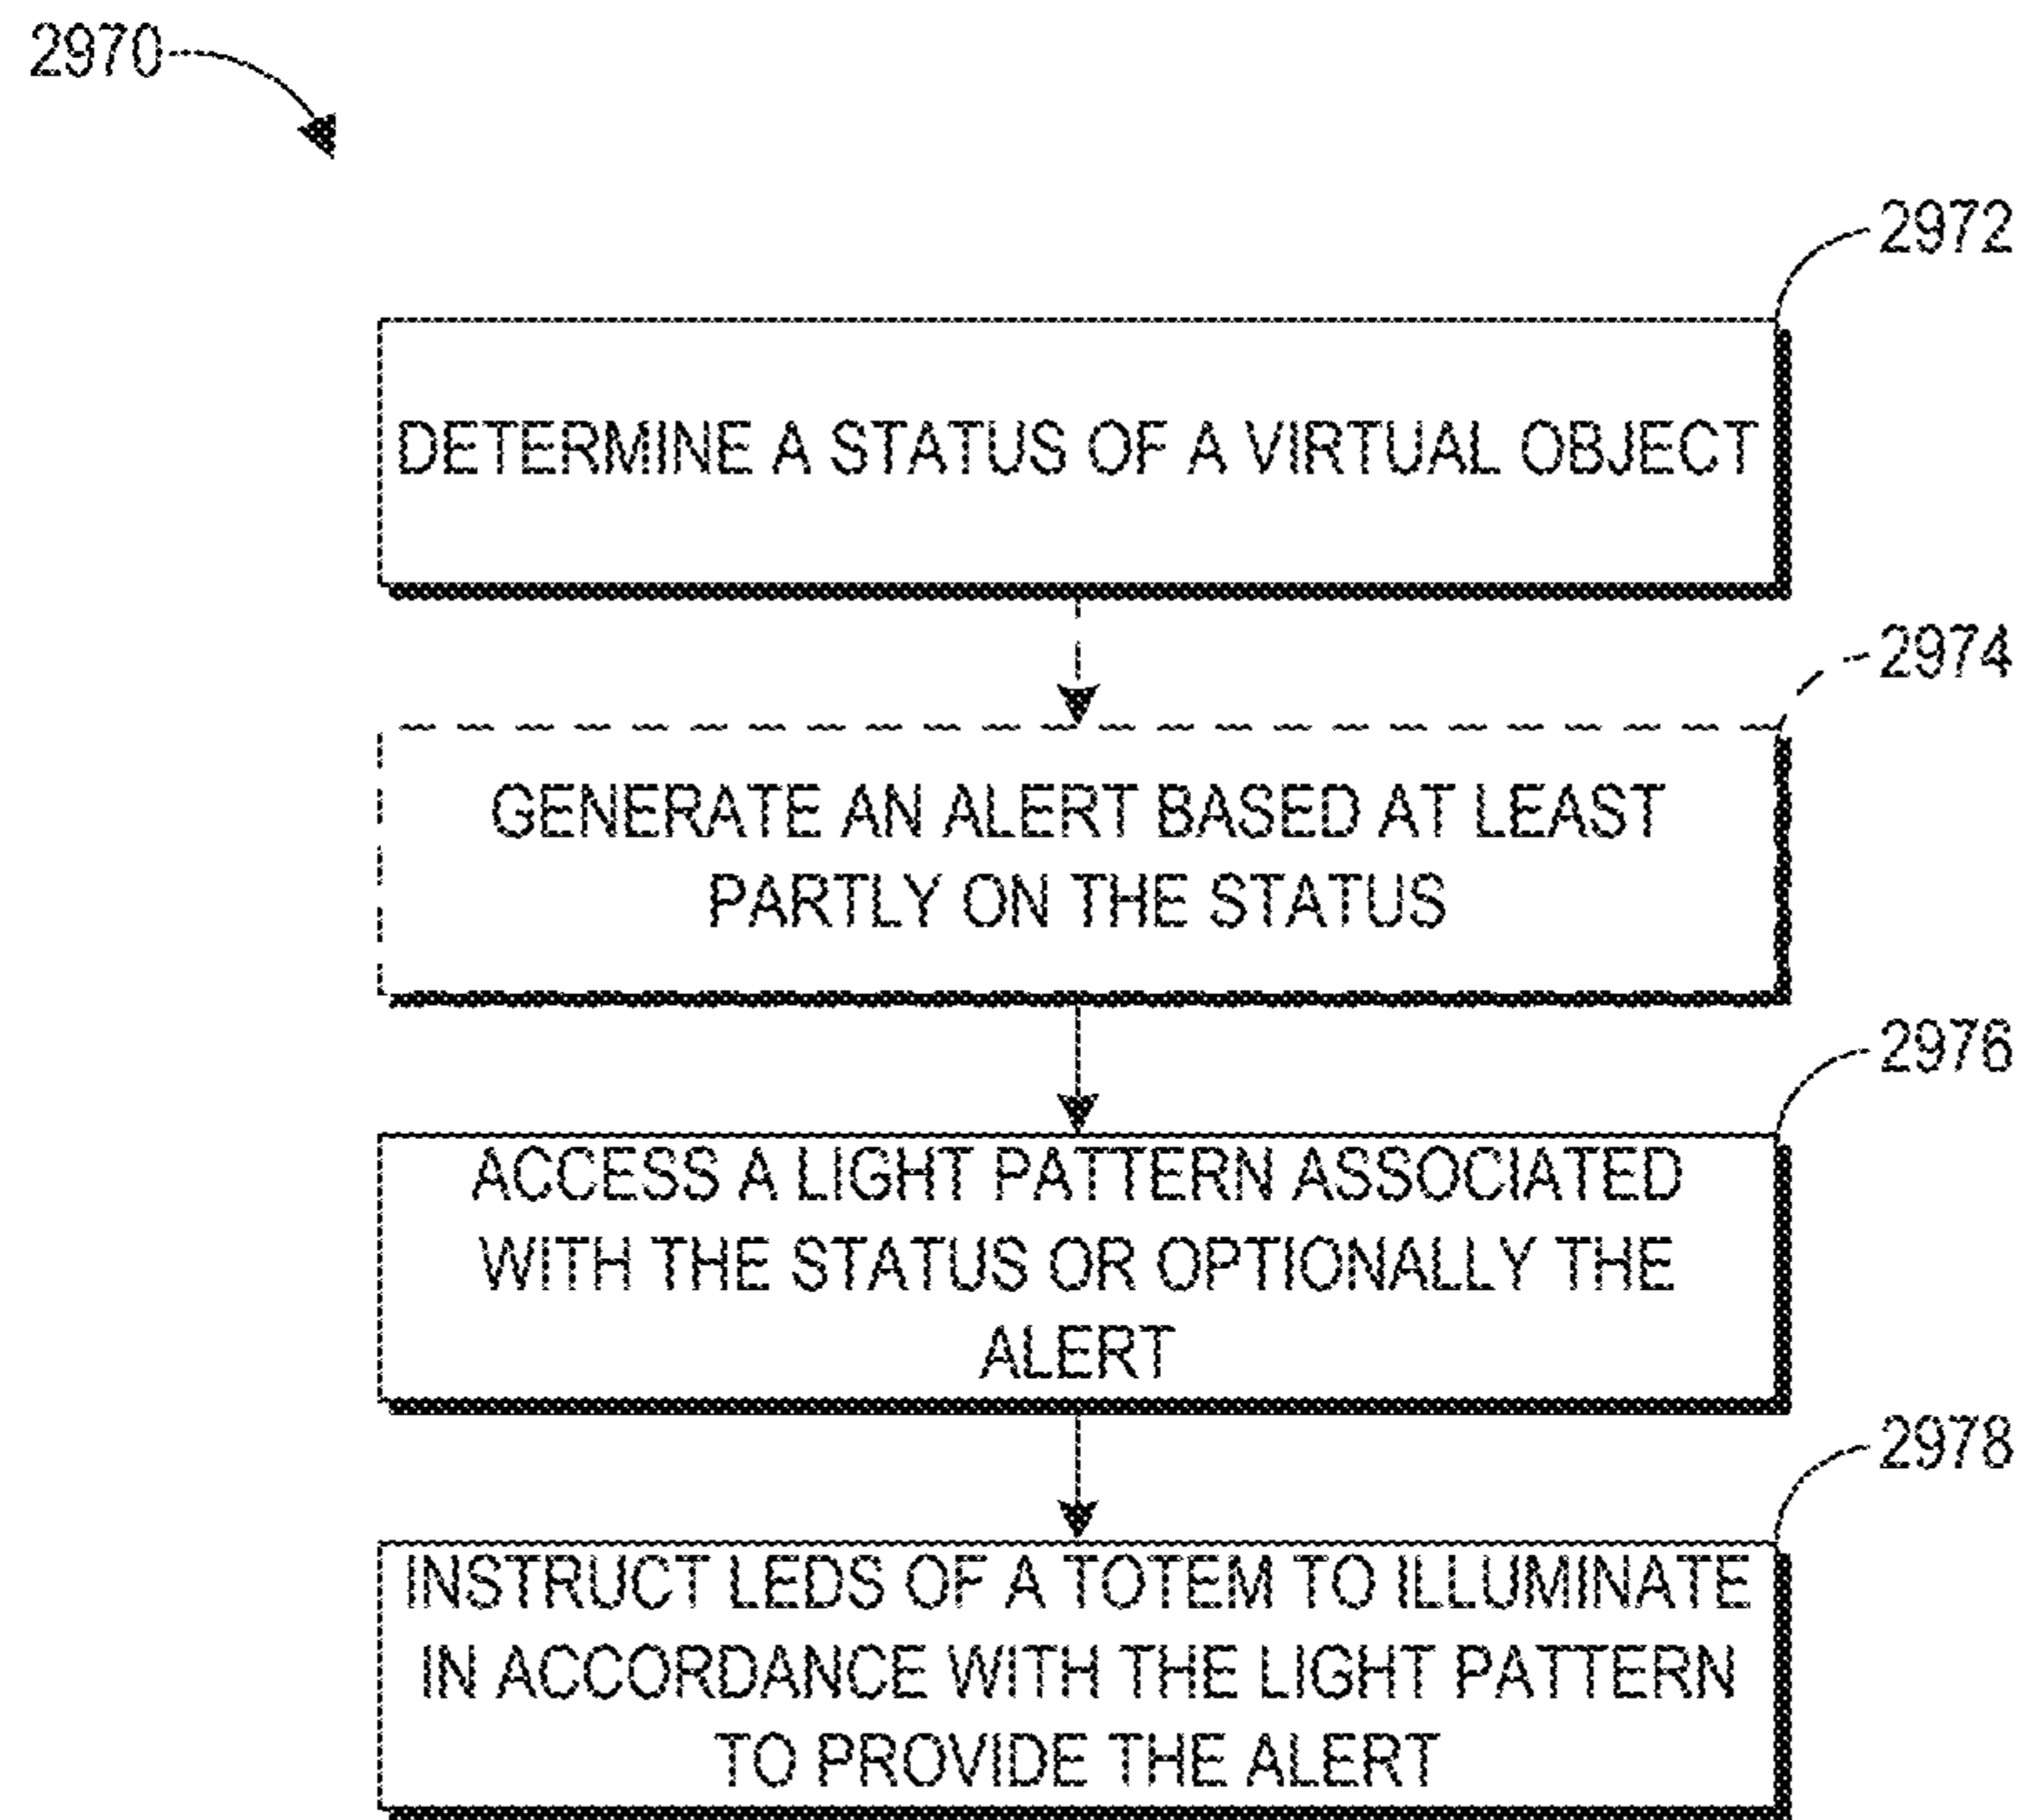 2970
2972
DETERMINE A STATUS OF A VIRTUAL OBJECT
2974
GENERATE AN ALERT BASED AT LEAST
PARTLY ON THE STATUS
2976
ACCESS A LIGHT PATTERN ASSOCIATED
WITH THE STATUS OR OPTIONALLY THE
ALERT
2978
INSTRUCT LEDS OF A TOTEM TO ILLUMINATE
IN ACCORDANCE WITH THE LIGHT PATTERN
TO PROVIDE THE ALERT